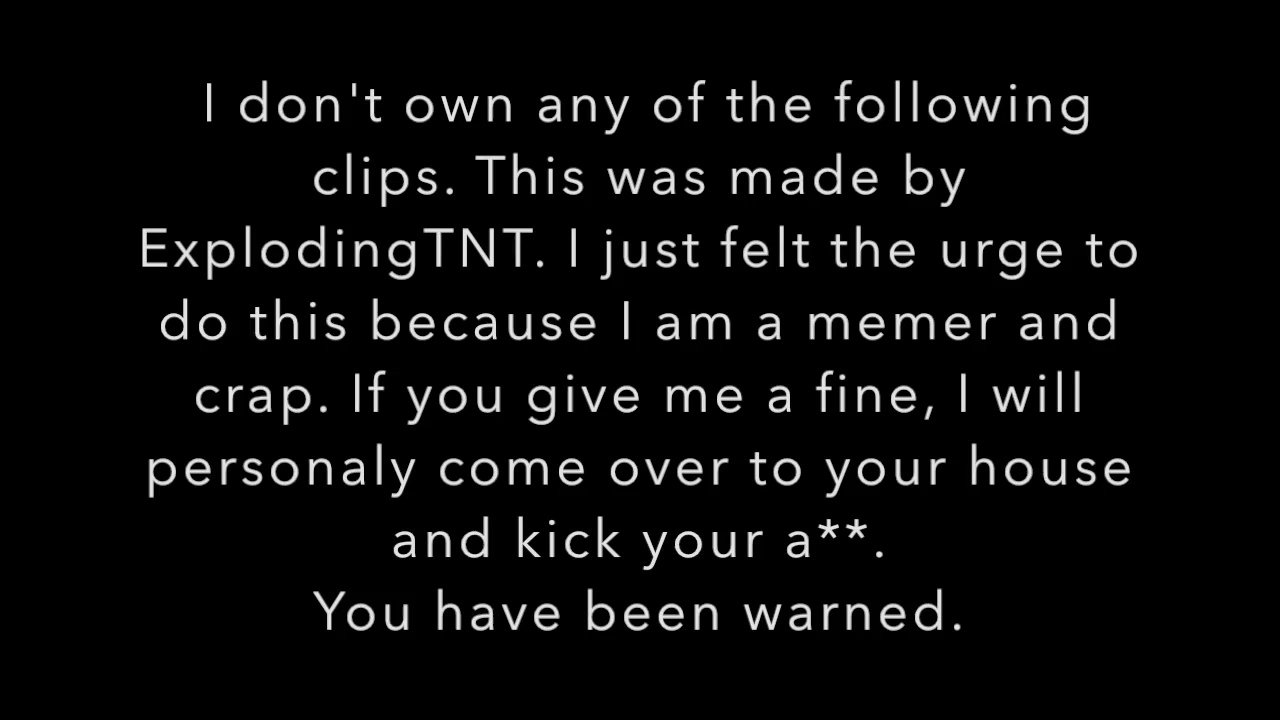 I don't own any of the following
clips. This was made by
ExplodingTNT. I just felt the urge to
do this because I am a memer and
crap. If you give me a fine, I will
personaly come over to your house
and kick your a**.
You have been warned.